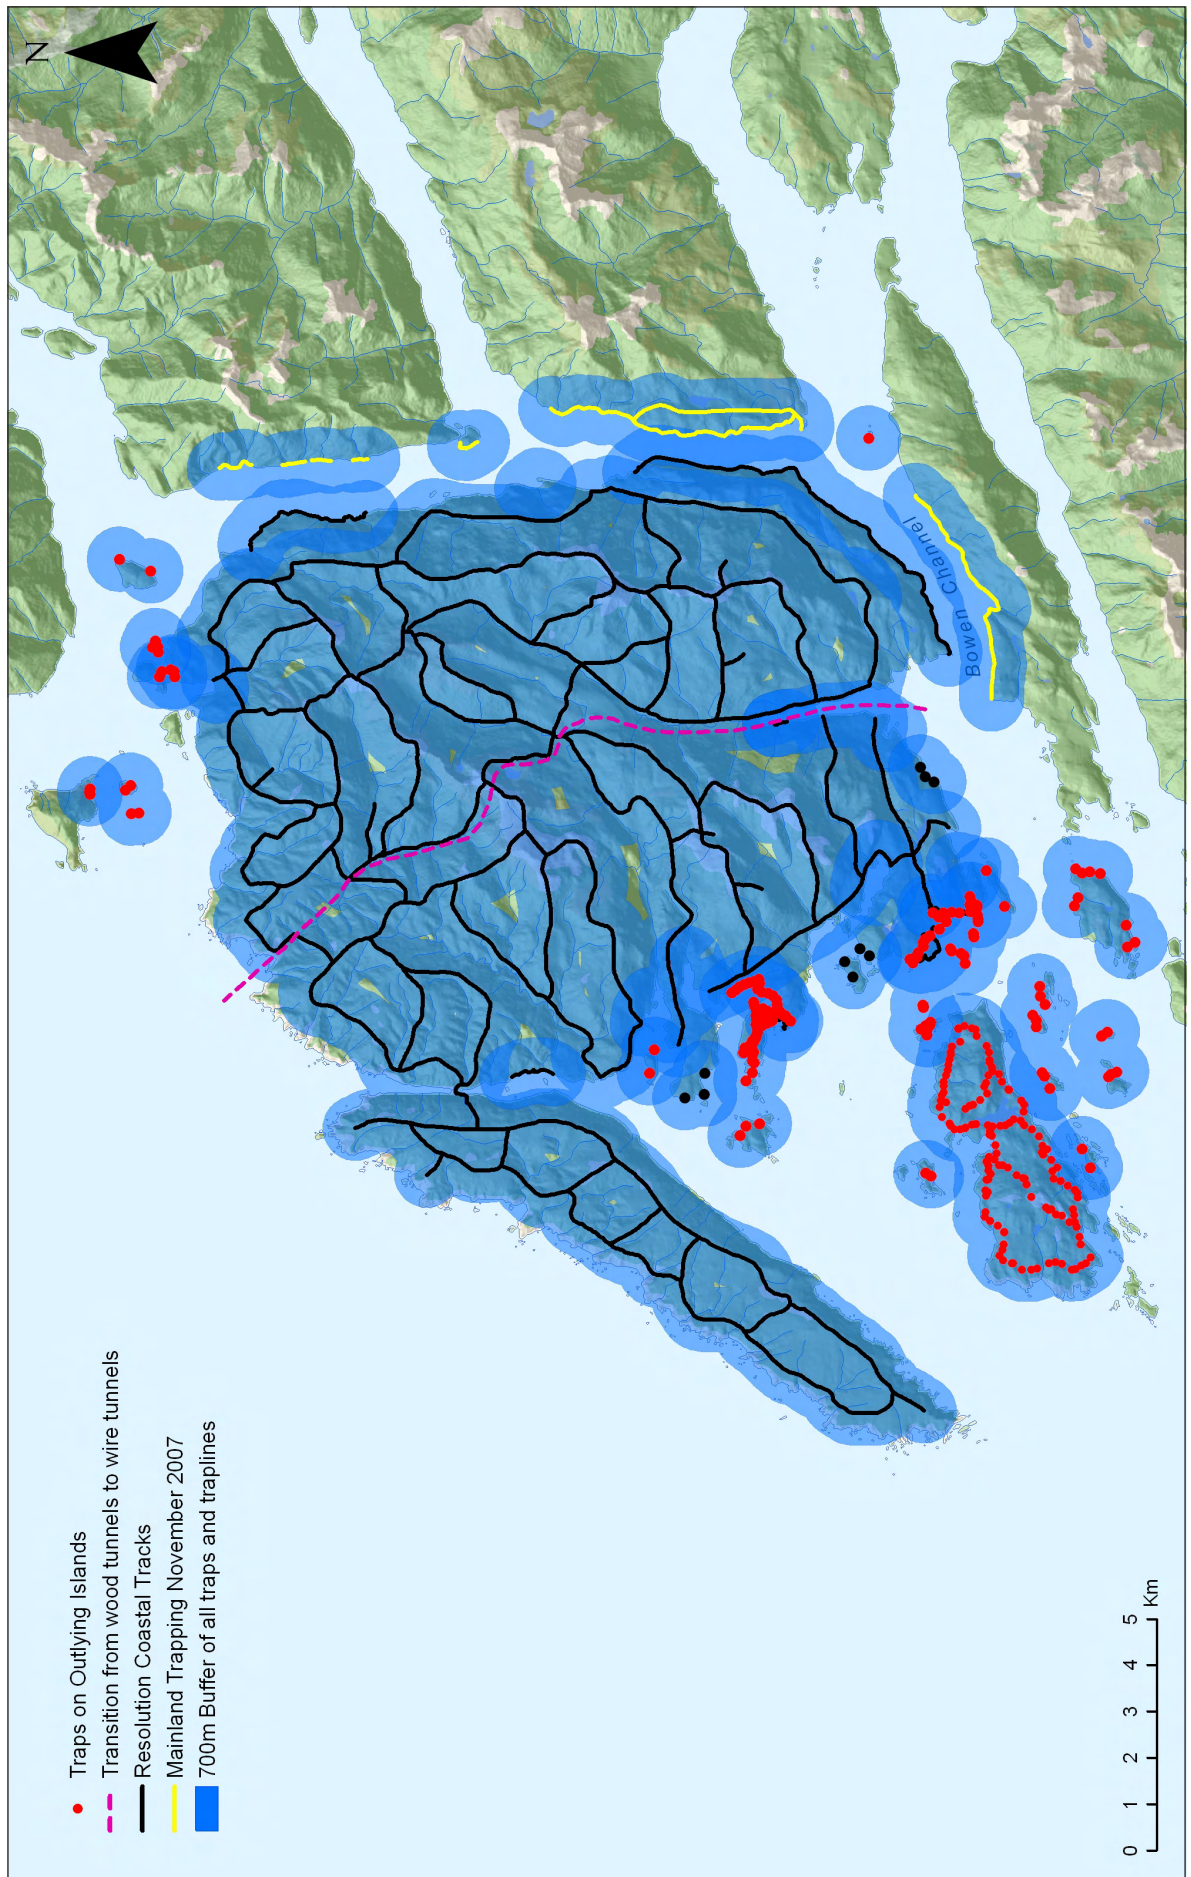 N
Traps on Outlying Islands
Transition from wood tunnels to wire tunnels
Resolution Coastal Tracks
Mainland Trapping November 2007
700m Buffer of all traps and traplines
Bowen Channel
0 1 2 3 4 5
Km